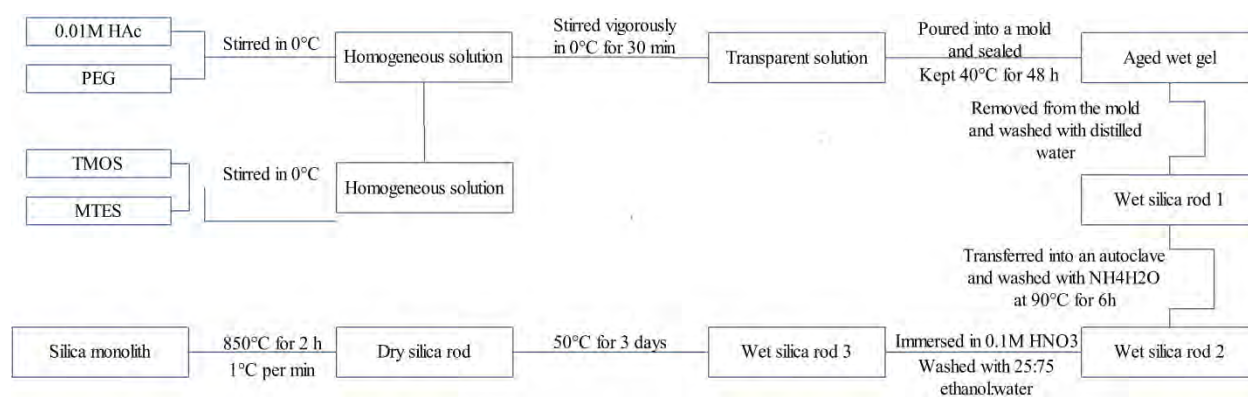 0.01M HAc
PEG
Stirred in 0°C
Homogeneous solution
Stirred vigorously
in 0°C for 30 min
Transparent solution
Poured into a mold
and sealed
Kept 40°C for 48 h
Aged wet gel
Removed from the mold
and washed with distilled
water
TMOS
MTES
Stirred in 0°C
Homogeneous solution
Wet silica rod 1
Transferred into an autoclave
and washed with NH4H2O
at 90°C for 6h
Wet silica rod 2
Immersed in 0.1M HNO3
Washed with 25:75
ethanol:water
Wet silica rod 3
50°C for 3 days
Dry silica rod
850°C for 2 h
1°C per min
Silica monolith